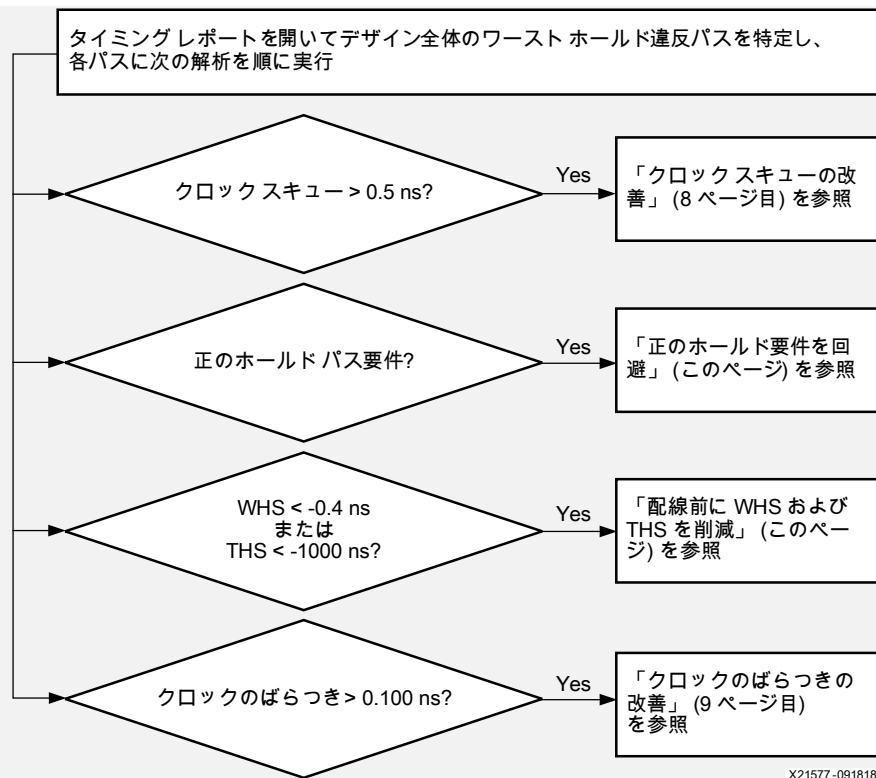 タイミング レポートを開いてデザイン全体のワースト ホールド違反パスを特定し、
各パスに次の解析を順に実行
クロック スキュー > 0.5 ns?
Yes
「クロック スキューの改
善」 (8 ページ目) を参照
正のホールド パス要件?
Yes
「正のホールド要件を回
避」 (このページ) を参照
WHS < -0.4 ns
または
THS < -1000 ns?
Yes
「配線前に WHS および
THS を削減」 (このペー
ジ) を参照
クロックのばらつき > 0.100 ns?
Yes
「クロックのばらつきの
改善」 (9 ページ目)
を参照
X21577-091818